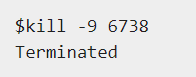 $kill -9 6738
Terminated